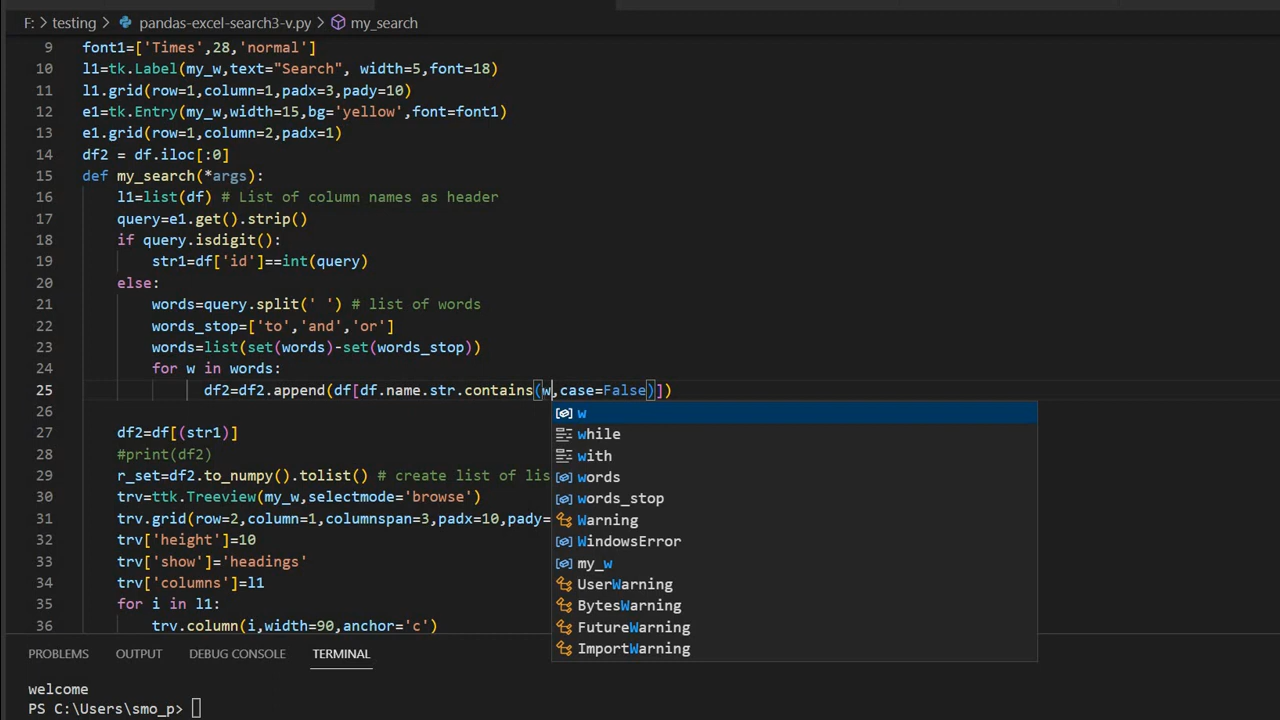 F: > testing > pandas-excel-search3-v.py > my_search
9 font1=['Times',28,'normal']
10 l1=tk.Label(my_w,text="Search", width=5,font=18)
11 l1.grid(row=1,column=1,padx=3,pady=10)
12 e1=tk.Entry(my_w,width=15,bg='yellow',font=font1)
13 e1.grid(row=1,column=2,padx=1)
14 df2 = df.iloc[:0]
15 def my_search(*args):
16 l1=list(df) # List of column names as header
17 query=e1.get().strip()
18 if query.isdigit():
19 str1=df['id']==int(query)
20 else:
21 words=query.split(' ') # list of words
22 words_stop=['to','and','or']
23 words=list(set(words)-set(words_stop))
24 for w in words:
25 df2=df2.append(df[df.name.str.contains(w,case=False)])
26
w
27 df2=df[(str1)]
while
28 #print(df2)
with
29 r_set=df2.to_numpy().tolist() # create list of lis
words
30 trv=ttk.Treeview(my_w,selectmode='browse')
words_stop
31 trv.grid(row=2,column=1,columnspan=3,padx=10,pady=
Warning
32 trv['height']=10
WindowsError
33 trv['show']='headings'
my_w
34 trv['columns']=l1
UserWarning
35 for i in l1:
BytesWarning
36 trv.column(i,width=90,anchor='c')
FutureWarning
ImportWarning
PROBLEMS OUTPUT DEBUG CONSOLE TERMINAL
welcome
PS C:\Users\smo_p>